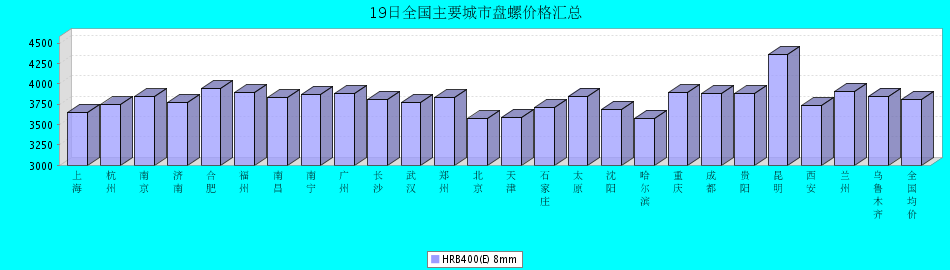 19日全国主要城市盘螺价格汇总
4500
4250
4000
3750
3500
3250
3000
上海
杭州
南京
济南
合肥
福州
南昌
南宁
广州
长沙
武汉
郑州
北京
天津
石家庄
太原
沈阳
哈尔滨
重庆
成都
贵阳
昆明
西安
兰州
乌鲁木齐
全国均价
HRB400(E) 8mm